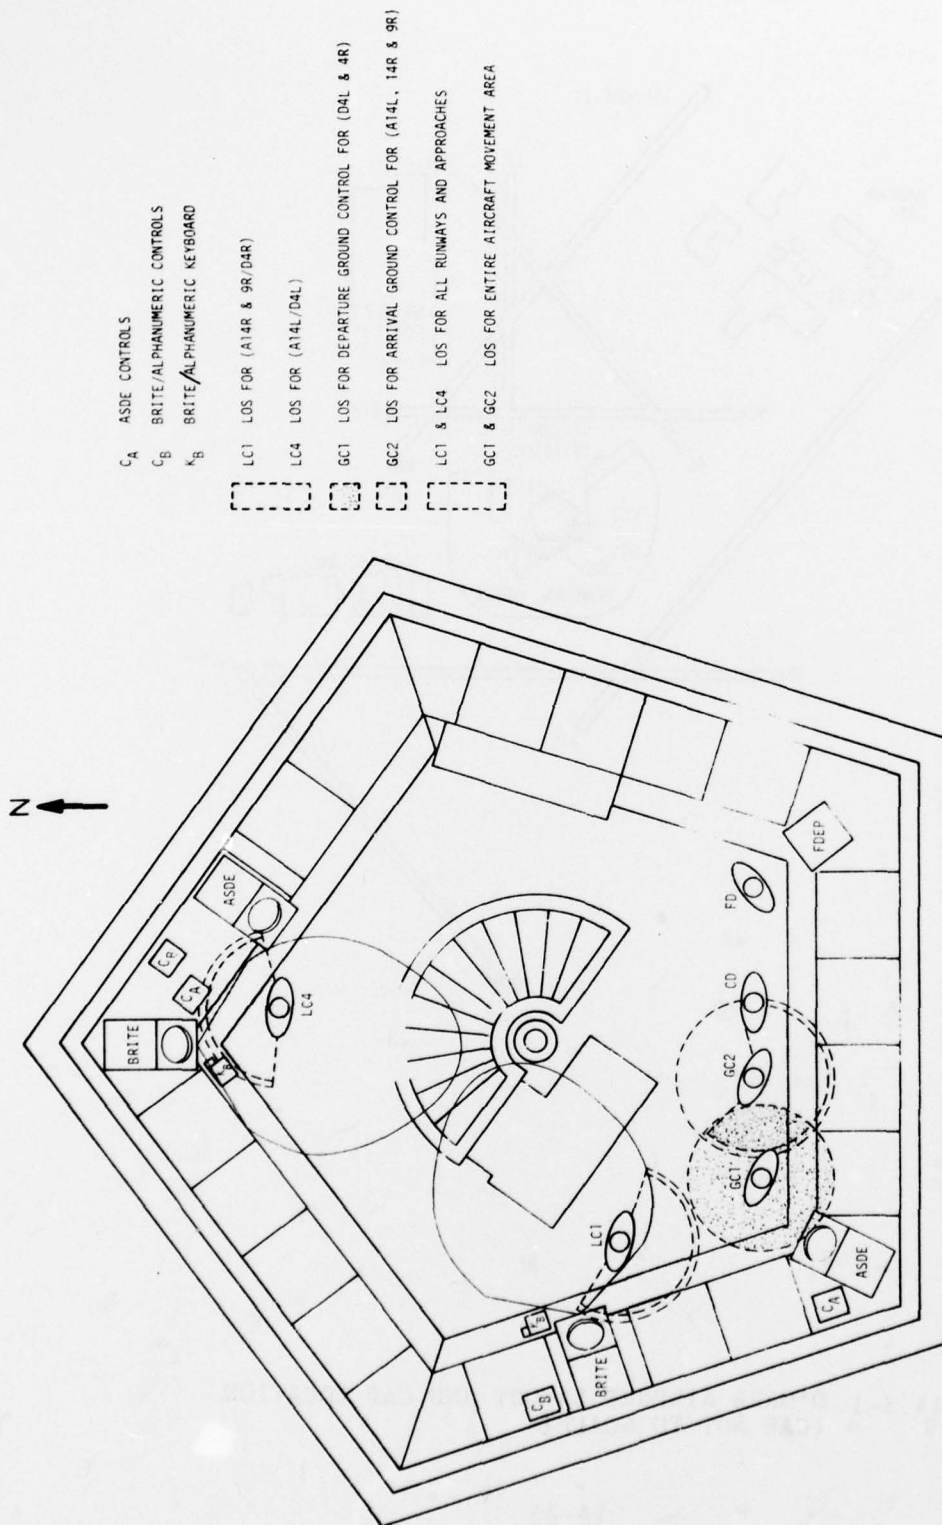 C_A ASDE CONTROLS
C_B BRITE/ALPHANUMERIC CONTROLS
K_B BRITE/ALPHANUMERIC KEYBOARD
LC1 LOS FOR (A14R & 9R/D4R)
LC4 LOS FOR (A14L/D4L)
GC1 LOS FOR DEPARTURE GROUND CONTROL FOR (D4L & 4R)
GC2 LOS FOR ARRIVAL GROUND CONTROL FOR (A14L, 14R & 9R)
LC1 & LC4 LOS FOR ALL RUNWAYS AND APPROACHES
GC1 & GC2 LOS FOR ENTIRE AIRCRAFT MOVEMENT AREA
N
BRITE
C_A
ASDE
LC4
LC1
K_B
C_B
BRITE
GC1
GC2
CD
FD
FDEP
ASDE
C_A